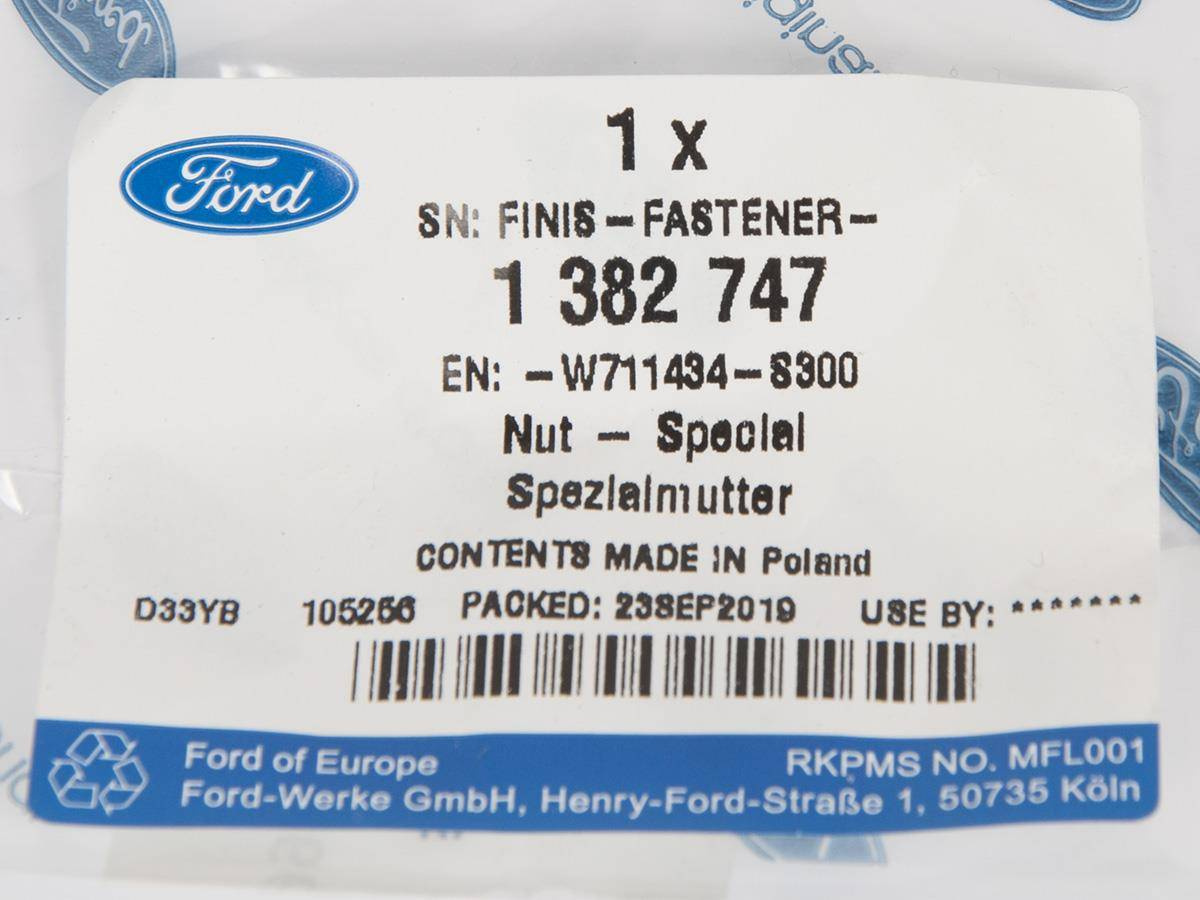 Ford
1 x
SN: FINIS-FASTENER-
1 382 747
EN: -W711434-S300
Nut - Special
Spezialmutter
CONTENTS MADE IN Poland
D33YB 105256 PACKED: 23SEP2019 USE BY: *******
Ford of Europe
RKPMS NO. MFL001
Ford-Werke GmbH, Henry-Ford-Straße 1, 50735 Köln